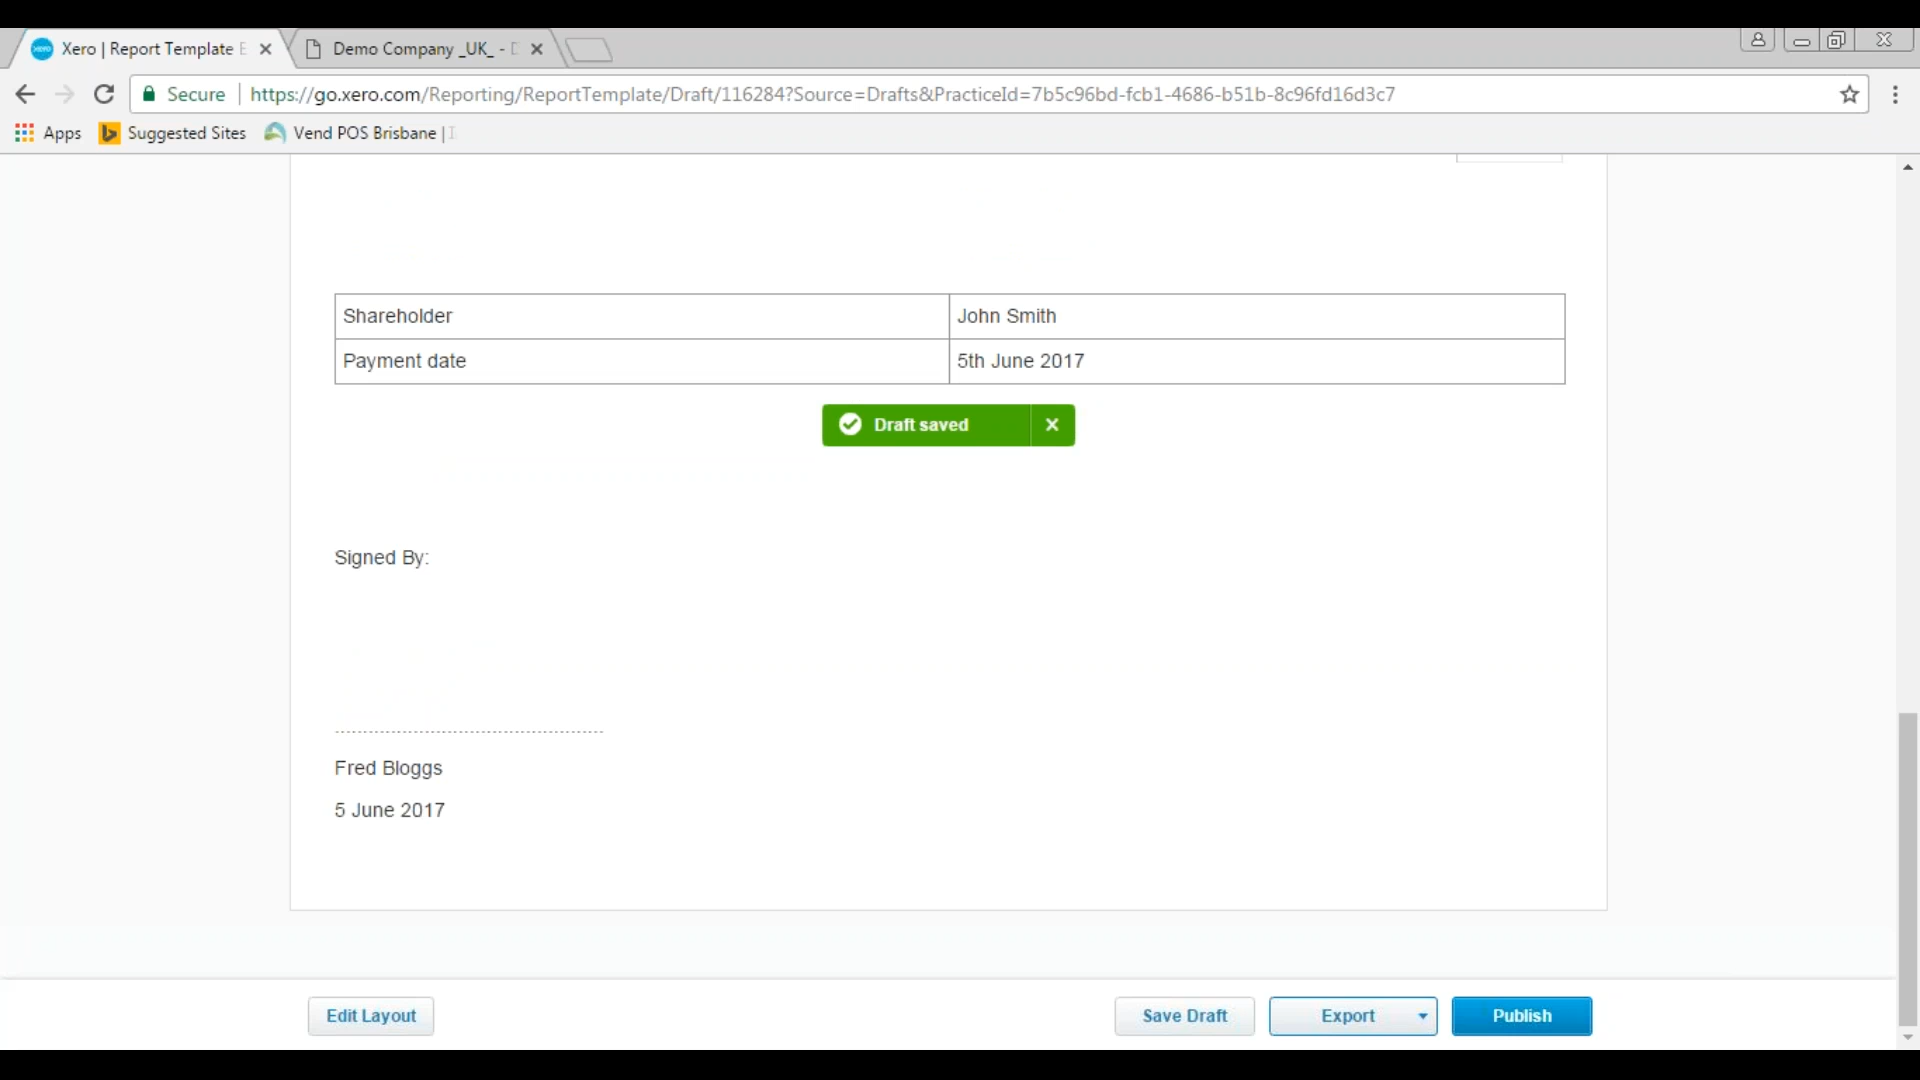 Xero | Report Template E
Demo Company _UK_ - D
Secure
https://go.xero.com/Reporting/ReportTemplate/Draft/116284?Source=Drafts&PracticeId=7b5c96bd-fcb1-4686-b51b-8c96fd16d3c7
Apps
Suggested Sites
Vend POS Brisbane |
Shareholder
John Smith
Payment date
5th June 2017
Draft saved
Signed By:
Fred Bloggs
5 June 2017
Edit Layout
Save Draft
Export
Publish